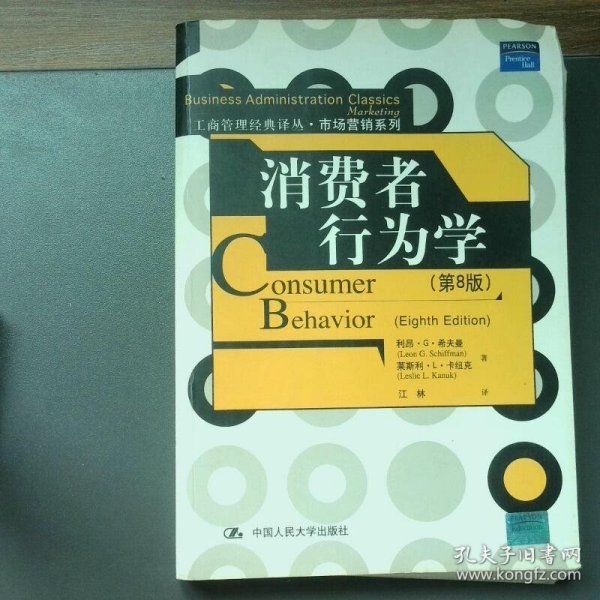 PEARSON
Prentice
Hall
Business Administration Classics
Marketing
工商管理经典译丛·市场营销系列
消费者
行为学
(第8版)
Consumer
Behavior
(Eighth Edition)
利昂·G·希夫曼
(Leon G. Schiffman)
著
莱斯利·L·卡纽克
(Leslie L. Kanuk)
江 林 译
中国人民大学出版社
PEARSON
Education
孔夫子旧书网
www.kongfz.com